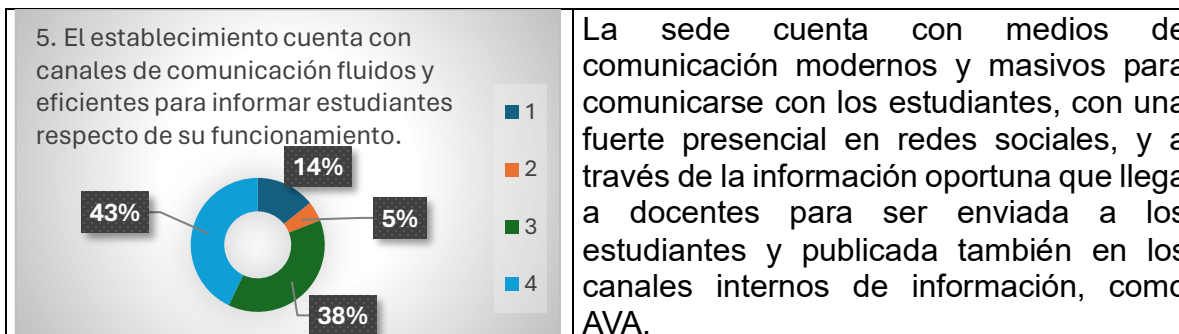 5. El establecimiento cuenta con
canales de comunicación fluidos y
eficientes para informar estudiantes
respecto de su funcionamiento.
1
2
3
4
14%
5%
38%
43%
La sede cuenta con medios de
comunicación modernos y masivos para
comunicarse con los estudiantes, con una
fuerte presencial en redes sociales, y a
través de la información oportuna que llega
a docentes para ser enviada a los
estudiantes y publicada también en los
canales internos de información, como
AVA.